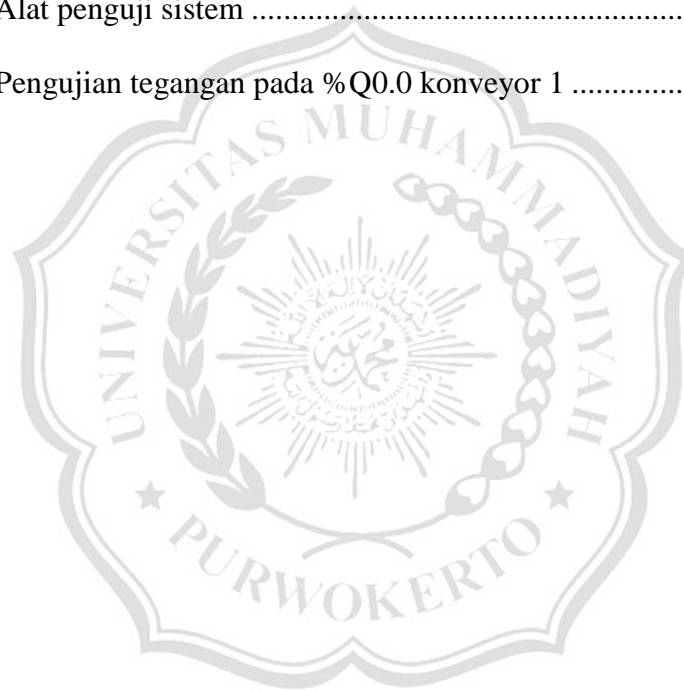 Alat penguji sistem ................................................................
Pengujian tegangan pada %Q0.0 konveyor 1 ................
UNIVERSITAS MUHAMMADIYAH
PURWOKERTO